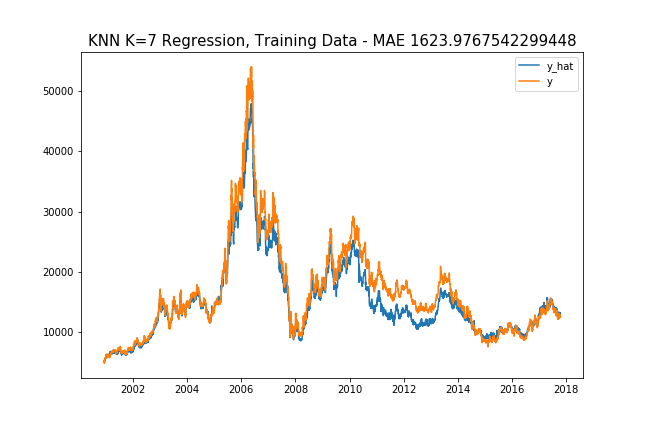 KNN K=7 Regression, Training Data - MAE 1623.9767542299448
y_hat
y
50000
40000
30000
20000
10000
2002 2004 2006 2008 2010 2012 2014 2016 2018